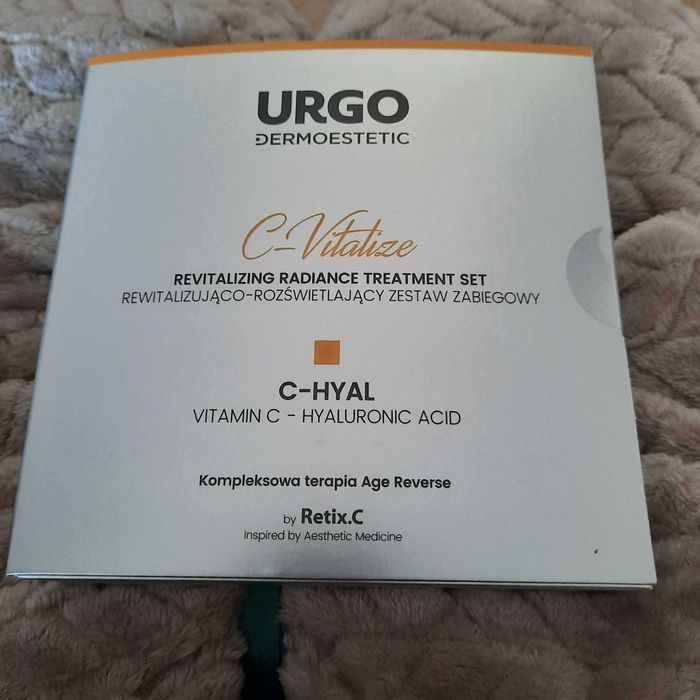 URGO
DERMOESTETIC
C-Vitalize
REVITALIZING RADIANCE TREATMENT SET
REWITALIZUJĄCO-ROZŚWIETLAJĄCY ZESTAW ZABIEGOWY
C-HYAL
VITAMIN C - HYALURONIC ACID
Kompleksowa terapia Age Reverse
by Retix.C
Inspired by Aesthetic Medicine